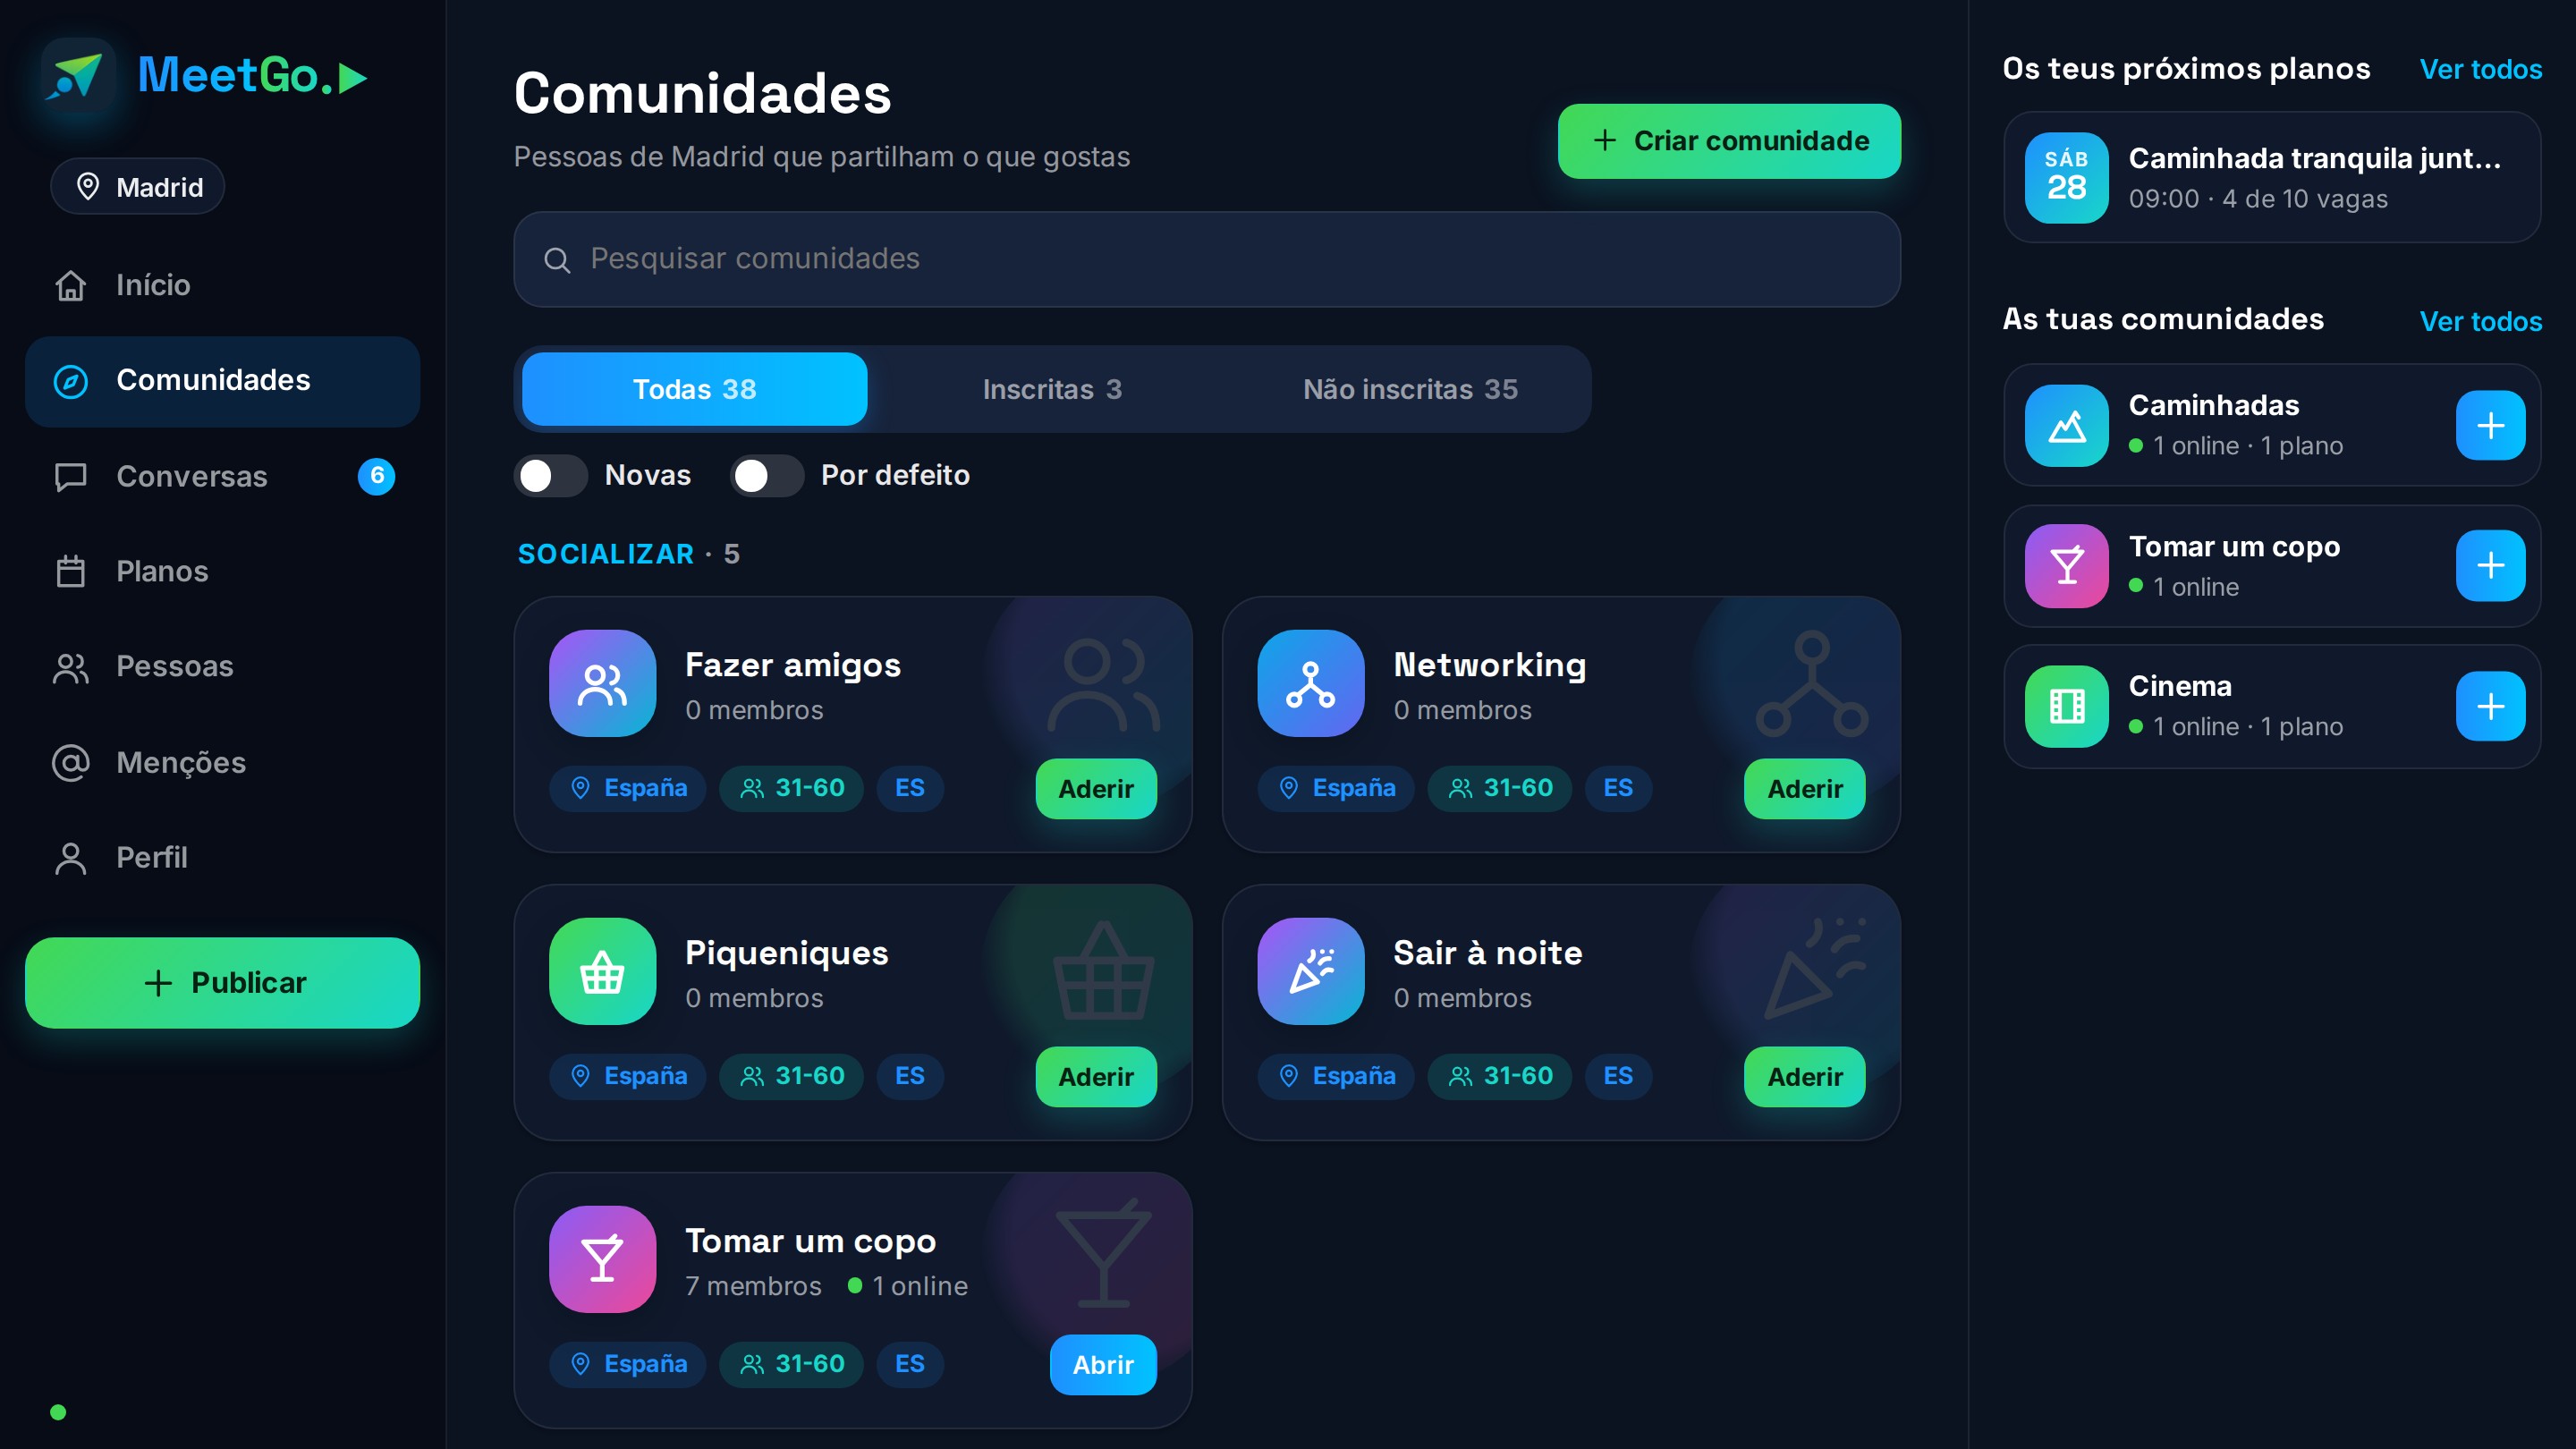 MeetGo.
Madrid
Início
Comunidades
Conversas 6
Planos
Pessoas
Menções
Perfil
Publicar
Comunidades
Pessoas de Madrid que partilham o que gostas
Criar comunidade
Pesquisar comunidades
Todas 38 Inscritas 3 Não inscritas 35
Novas Por defeito
SOCIALIZAR · 5
Fazer amigos
0 membros
España 31-60 ES Aderir
Networking
0 membros
España 31-60 ES Aderir
Piqueniques
0 membros
España 31-60 ES Aderir
Sair à noite
0 membros
España 31-60 ES Aderir
Tomar um copo
7 membros 1 online
España 31-60 ES Abrir
Os teus próximos planos Ver todos
SÁB
28
Caminhada tranquila junt...
09:00 · 4 de 10 vagas
As tuas comunidades Ver todos
Caminhadas
1 online · 1 plano
Tomar um copo
1 online
Cinema
1 online · 1 plano